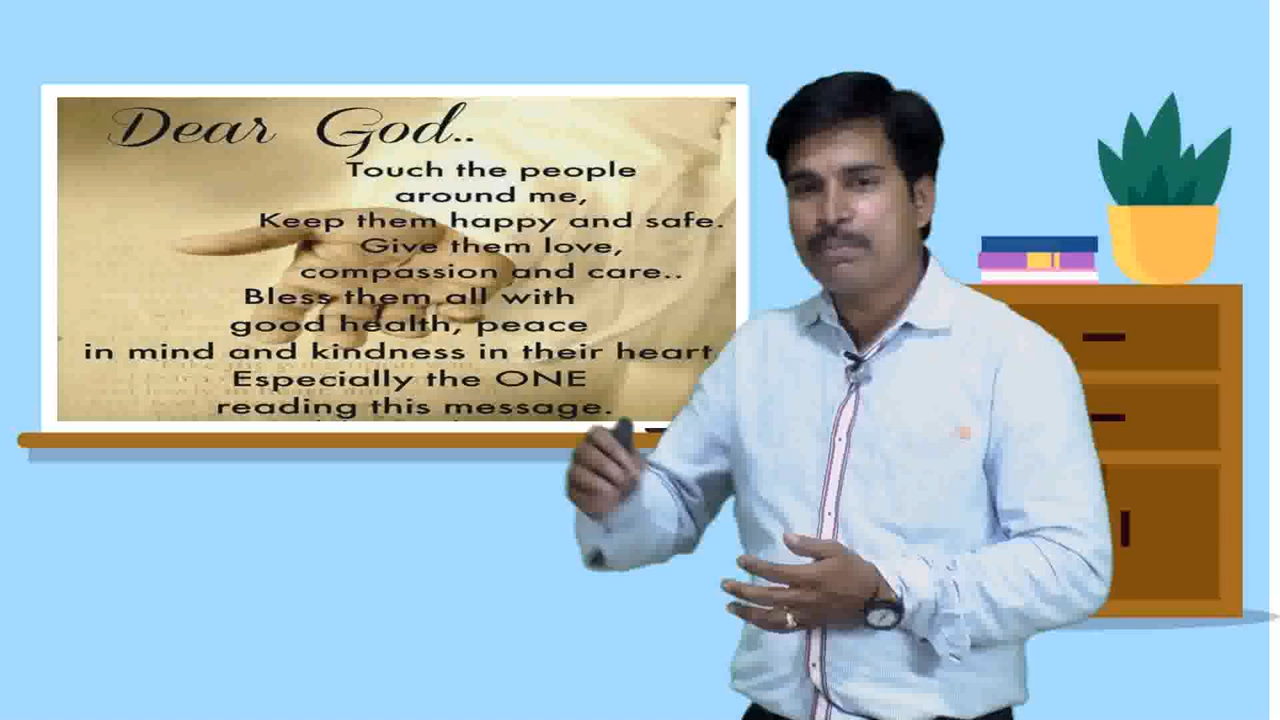 Dear God..
Touch the people
around me,
Keep them happy and safe.
Give them love,
compassion and care..
Bless them all with
good health, peace
in mind and kindness in their heart
Especially the ONE
reading this message.